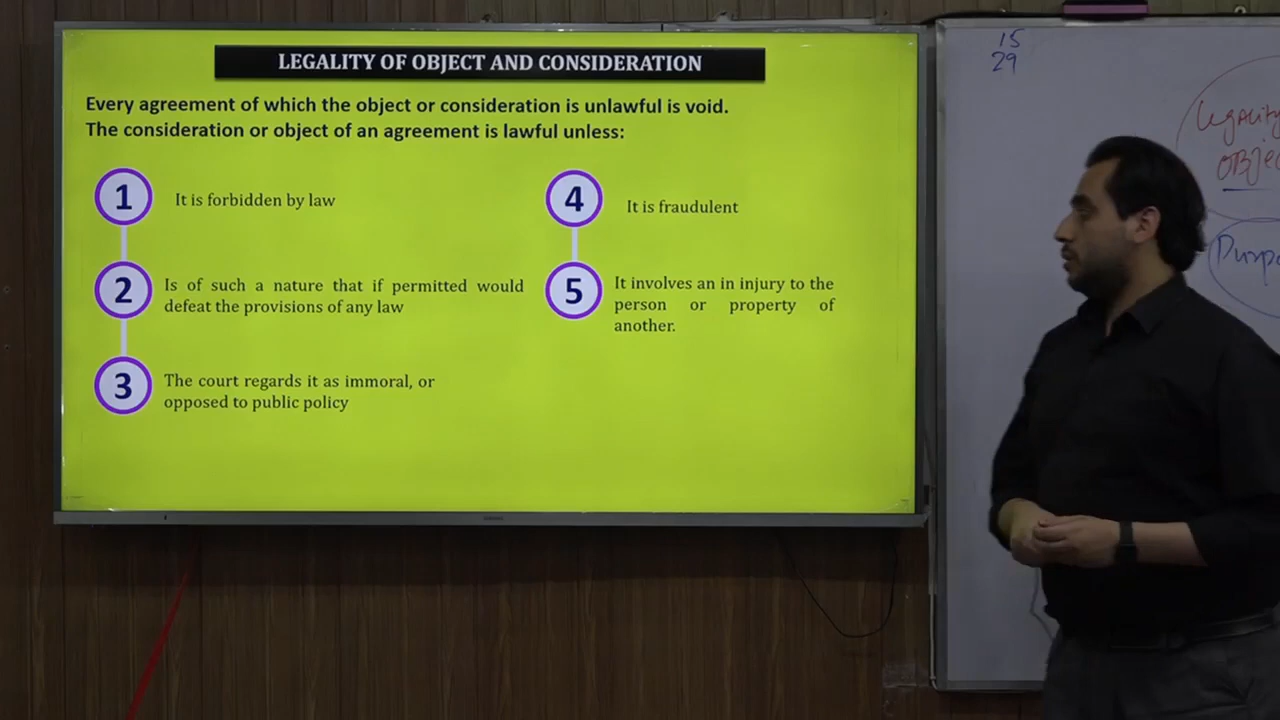 LEGALITY OF OBJECT AND CONSIDERATION
Every agreement of which the object or consideration is unlawful is void.
The consideration or object of an agreement is lawful unless:
1
It is forbidden by law
2
Is of such a nature that if permitted would
defeat the provisions of any law
3
The court regards it as immoral, or
opposed to public policy
4
It is fraudulent
5
It involves an in injury to the
person or property of
another.
15
29
legality